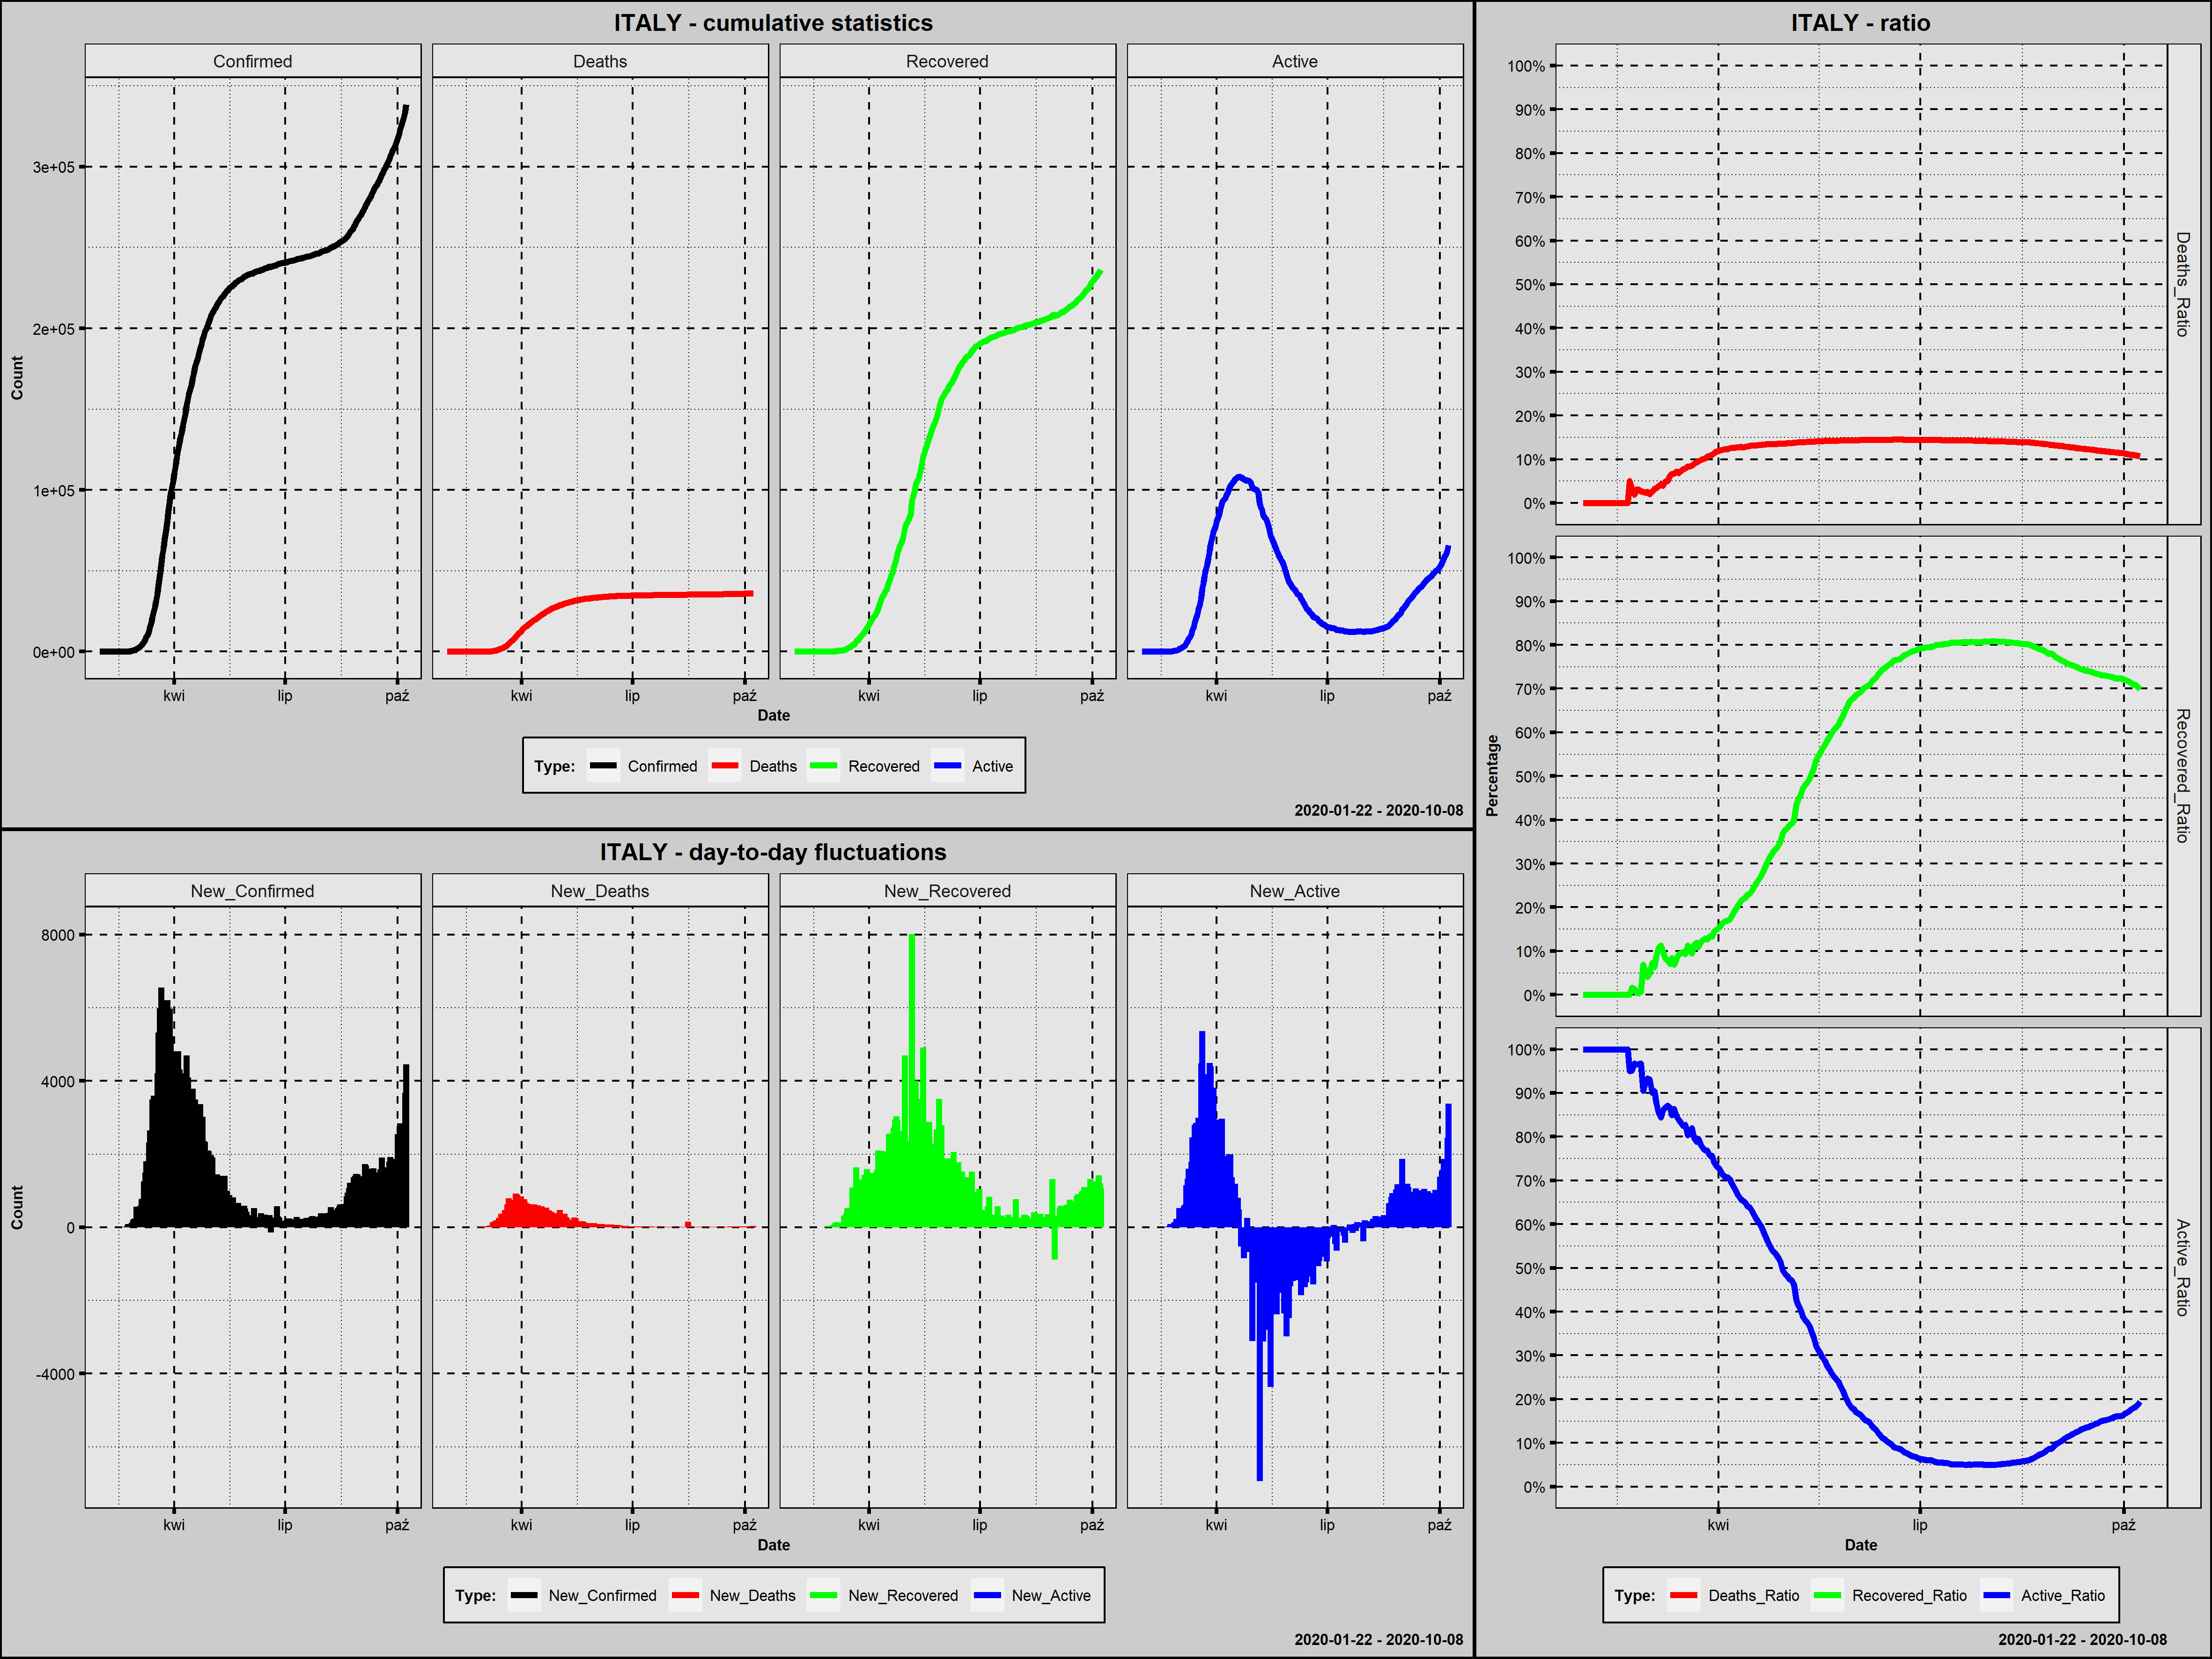 ITALY - cumulative statistics
Confirmed Deaths Recovered Active
Count
3e+05
2e+05
1e+05
0e+00
kwi lip paź kwi lip paź kwi lip paź kwi lip paź
Date
Type: Confirmed Deaths Recovered Active
2020-01-22 - 2020-10-08
ITALY - day-to-day fluctuations
New_Confirmed New_Deaths New_Recovered New_Active
Count
8000
4000
0
-4000
kwi lip paź kwi lip paź kwi lip paź kwi lip paź
Date
Type: New_Confirmed New_Deaths New_Recovered New_Active
2020-01-22 - 2020-10-08
ITALY - ratio
Percentage
100%
90%
80%
70%
60%
50%
40%
30%
20%
10%
0%
Deaths_Ratio
100%
90%
80%
70%
60%
50%
40%
30%
20%
10%
0%
Recovered_Ratio
100%
90%
80%
70%
60%
50%
40%
30%
20%
10%
0%
Active_Ratio
kwi lip paź
Date
Type: Deaths_Ratio Recovered_Ratio Active_Ratio
2020-01-22 - 2020-10-08